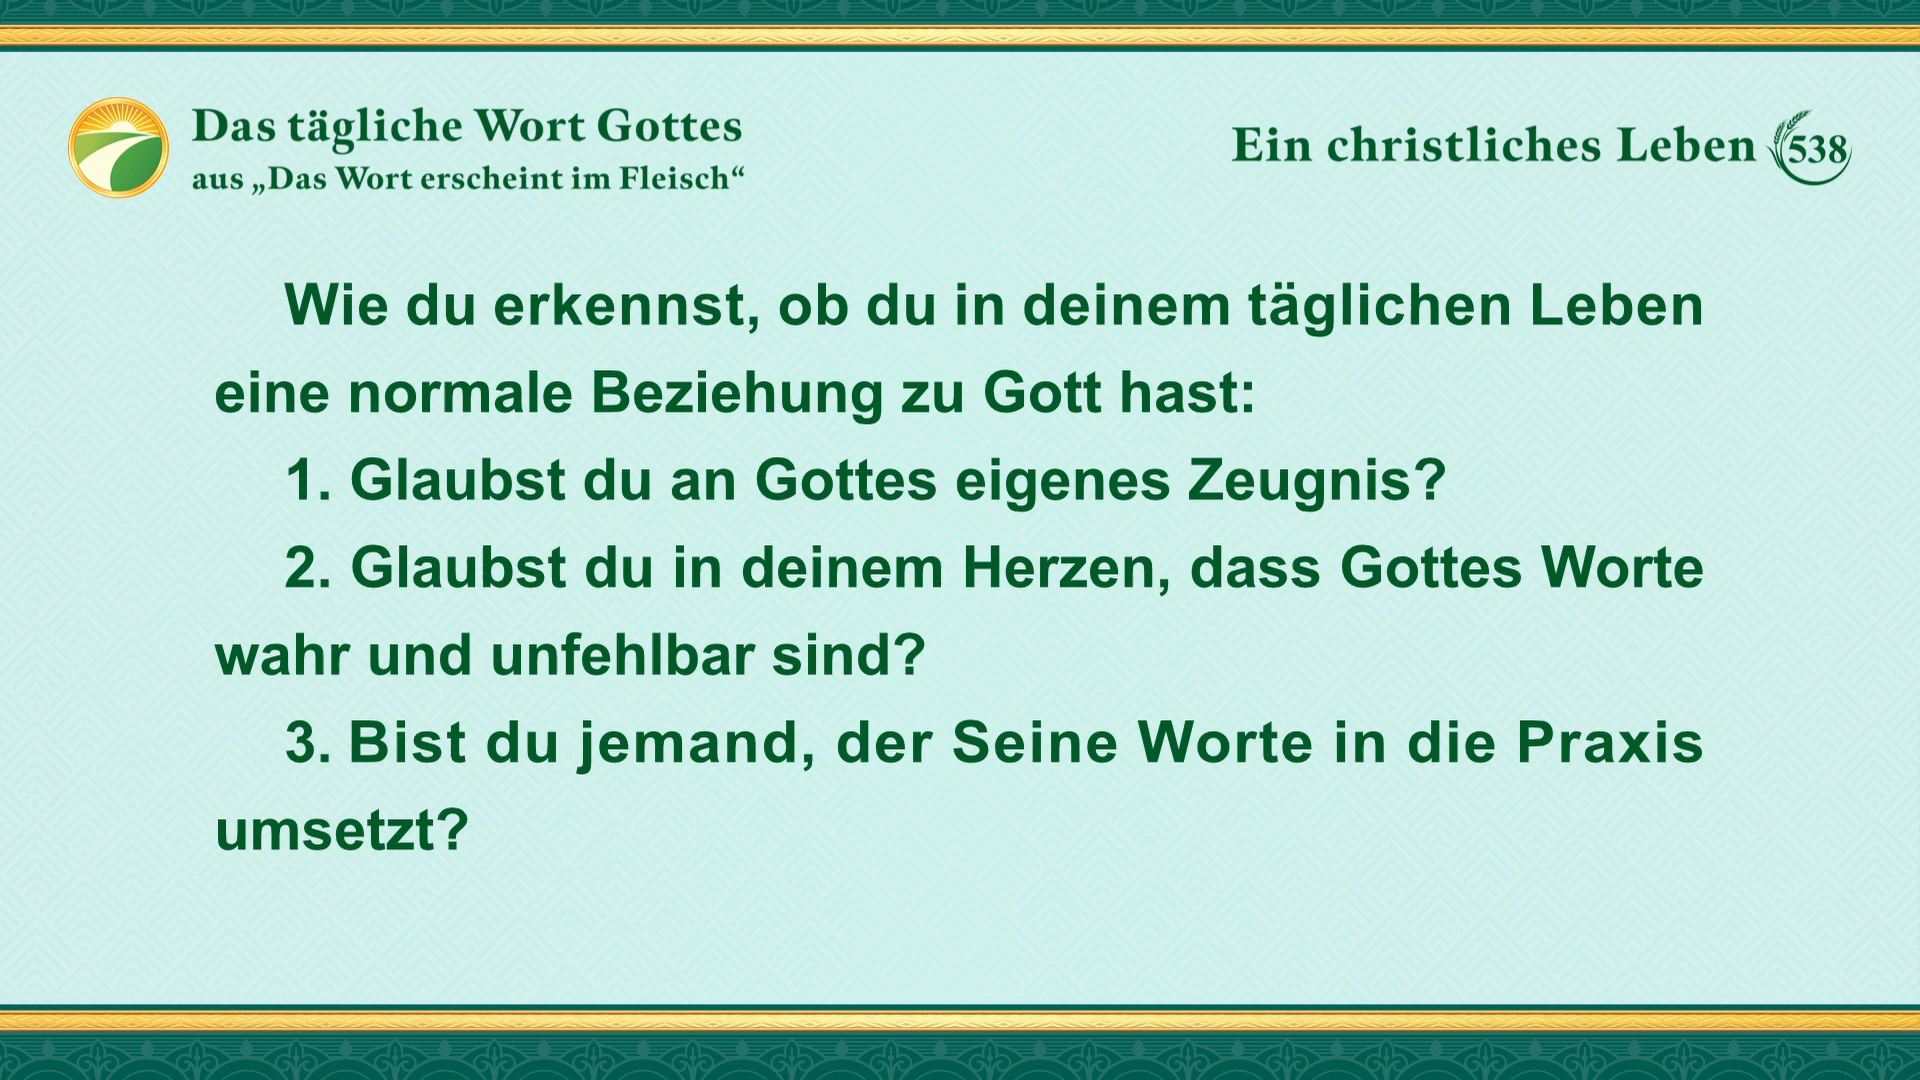 Das tägliche Wort Gottes
aus „Das Wort erscheint im Fleisch“
Ein christliches Leben 538
Wie du erkennst, ob du in deinem täglichen Leben
eine normale Beziehung zu Gott hast:
1. Glaubst du an Gottes eigenes Zeugnis?
2. Glaubst du in deinem Herzen, dass Gottes Worte
wahr und unfehlbar sind?
3. Bist du jemand, der Seine Worte in die Praxis
umsetzt?